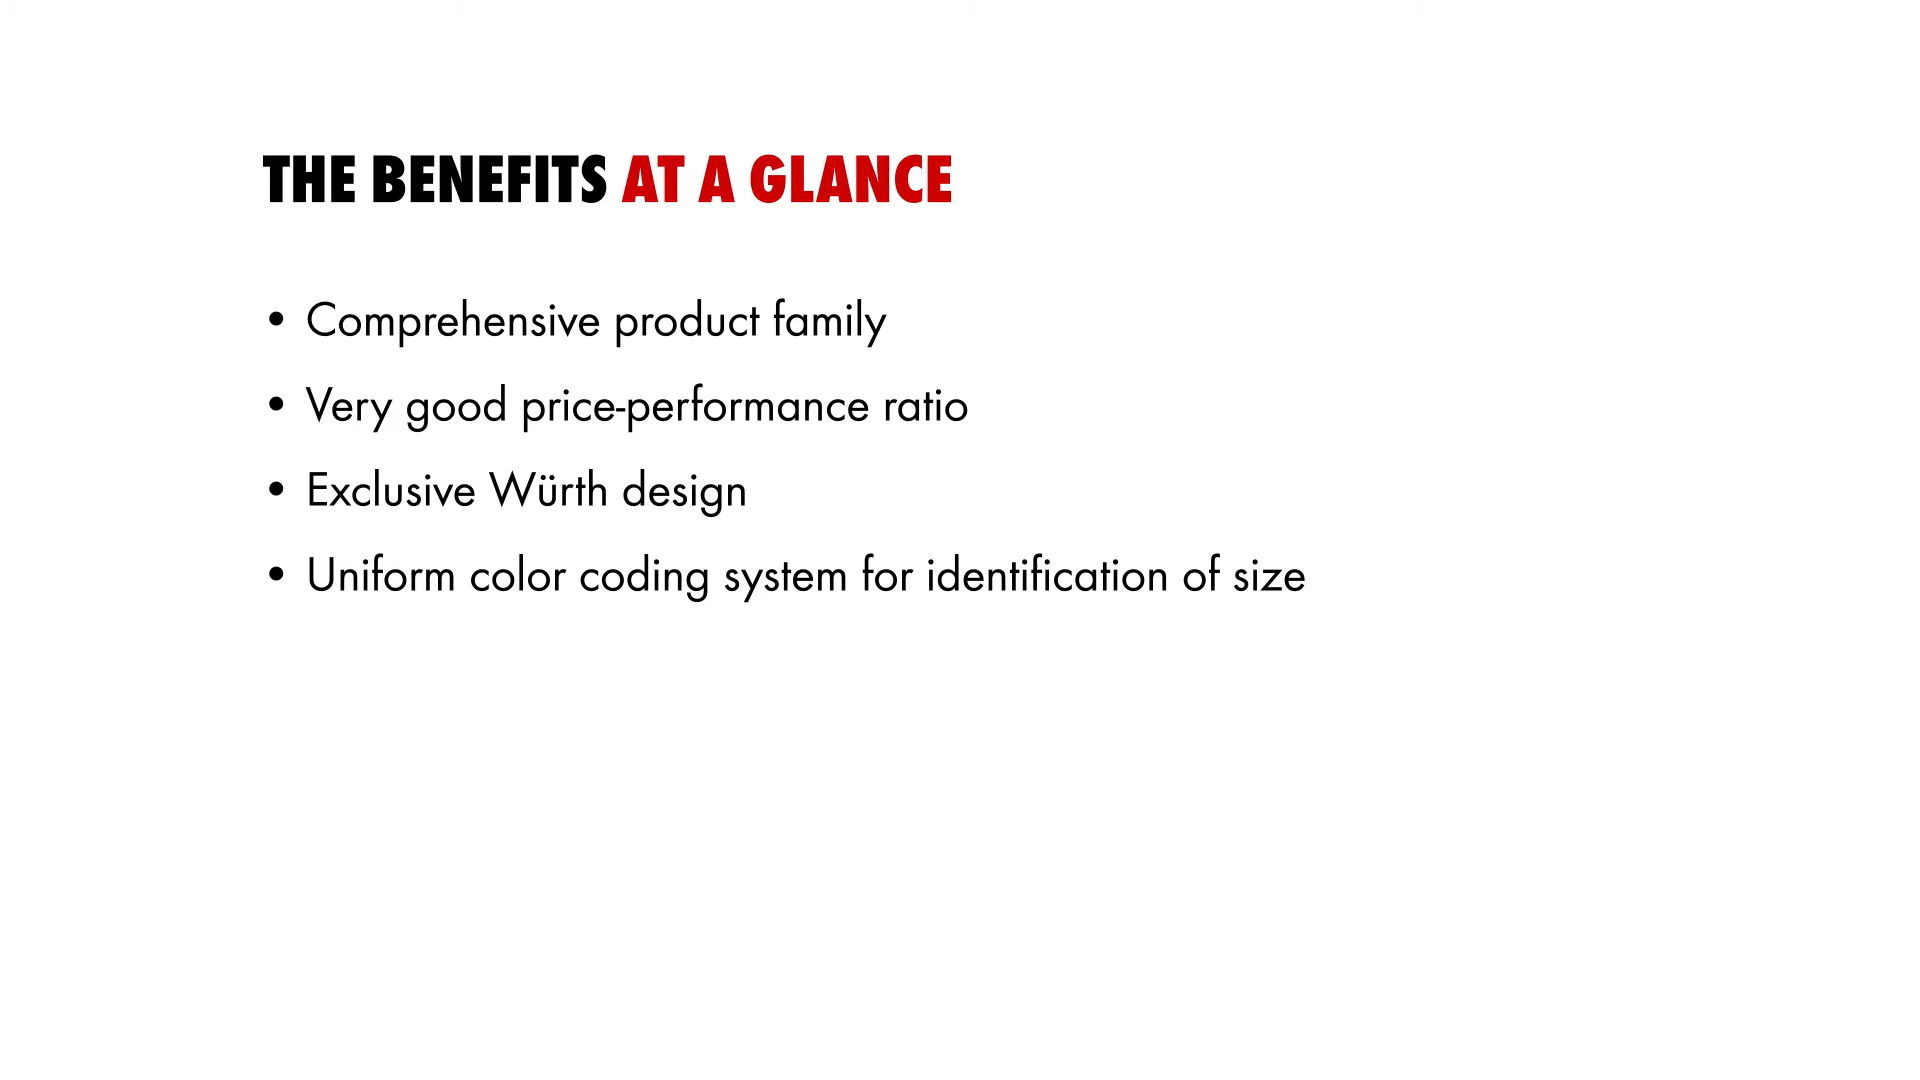 THE BENEFITS AT A GLANCE
• Comprehensive product family
• Very good price-performance ratio
• Exclusive Würth design
• Uniform color coding system for identification of size